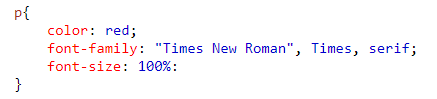 p{
color: red;
font-family: "Times New Roman", Times, serif;
font-size: 100%:
}